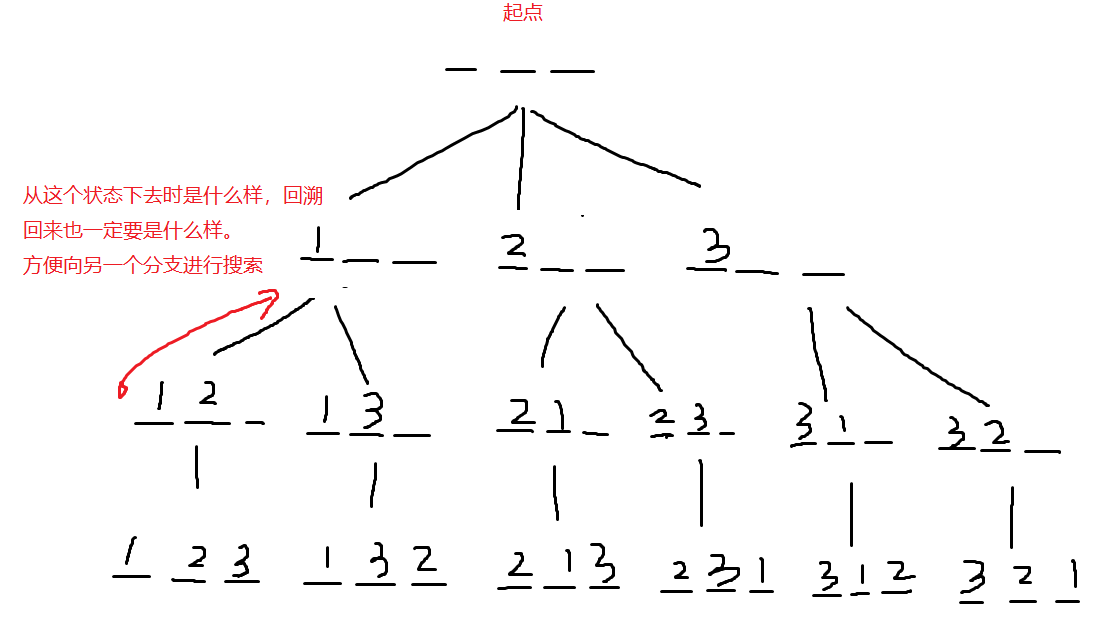 起点
_ _ _
从这个状态下去时是什么样，回溯
回来也一定要是什么样。
方便向另一个分支进行搜索
1 _ _ 2 _ _ 3 _ _
1 2 _ 1 3 _ 2 1 _ 2 3 _ 3 1 _ 3 2 _
1 2 3 1 3 2 2 1 3 2 3 1 3 1 2 3 2 1